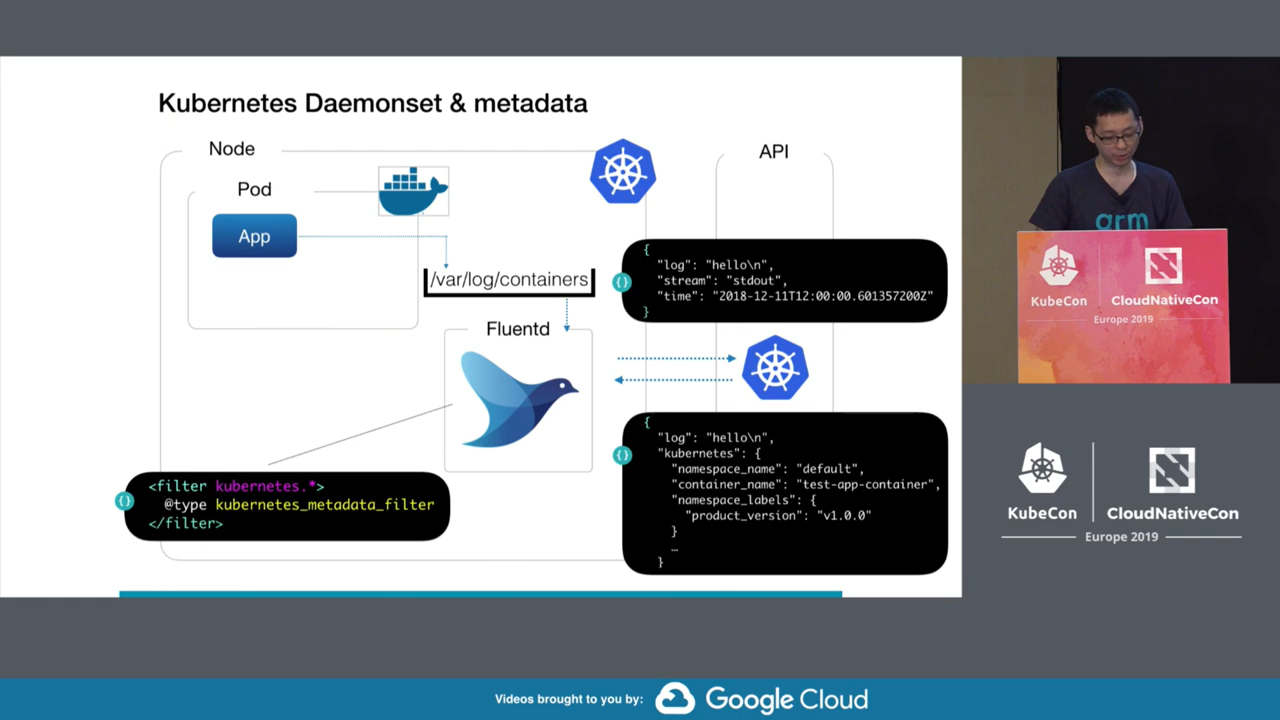 Kubernetes Daemonset & metadata
Node
API
Pod
App
/var/log/containers
{
"log": "hello\n",
"stream": "stdout",
"time": "2018-12-11T12:00:00.601357200Z"
}
{}
Fluentd
{
"log": "hello\n",
"kubernetes": {
"namespace_name": "default",
"container_name": "test-app-container",
"namespace_labels": {
"product_version": "v1.0.0"
}
…
}
{}
<filter kubernetes.*>
@type kubernetes_metadata_filter
</filter>
{}
arm
KubeCon
CloudNativeCon
Europe 2019
KubeCon
CloudNativeCon
Europe 2019
Videos brought to you by:
Google Cloud